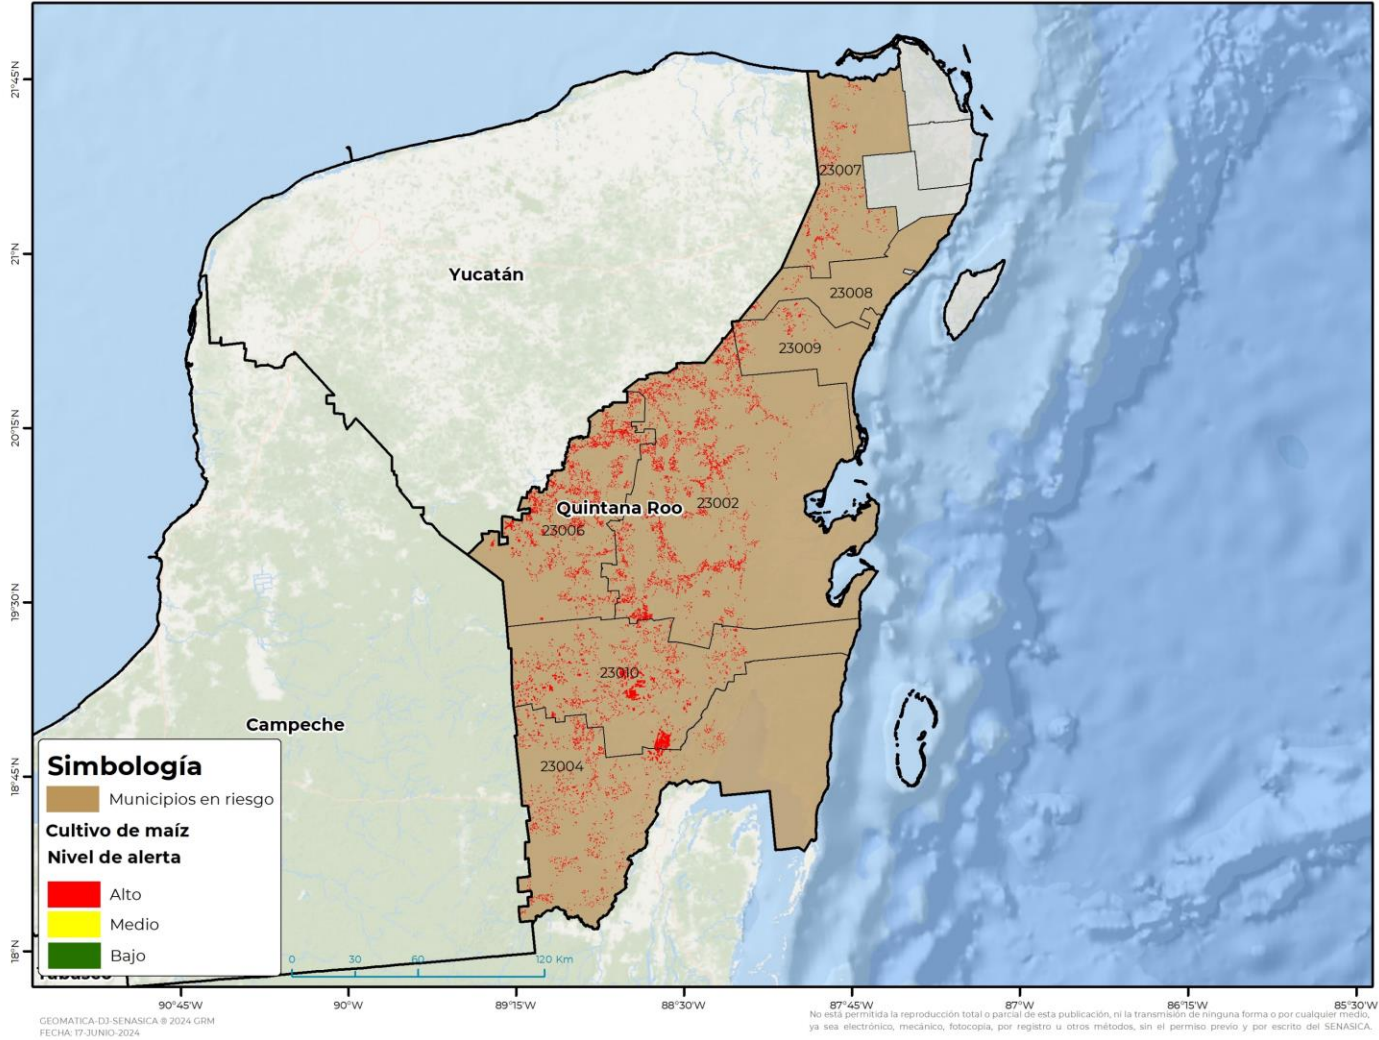 21°45'N
21°N
20°15'N
19°30'N
18°45'N
18°N
23007
Yucatán
23008
23009
Quintana Roo
23002
23006
23010
Campeche
23004
Simbología
Municipios en riesgo
Cultivo de maíz
Nivel de alerta
Alto
Medio
Bajo
Tabasco
0 30 60 120 Km
90°45'W 90°W 89°15'W 88°30'W 87°45'W 87°W 86°15'W 85°30'W
GEOMATICA-DJ-SENASICA ® 2024 GRM
FECHA: 17-JUNIO-2024
No está permitida la reproducción total o parcial de esta publicación, ni la transmisión de ninguna forma o por cualquier medio,
ya sea electrónico, mecánico, fotocopia, por registro u otros métodos, sin el permiso previo y por escrito del SENASICA.